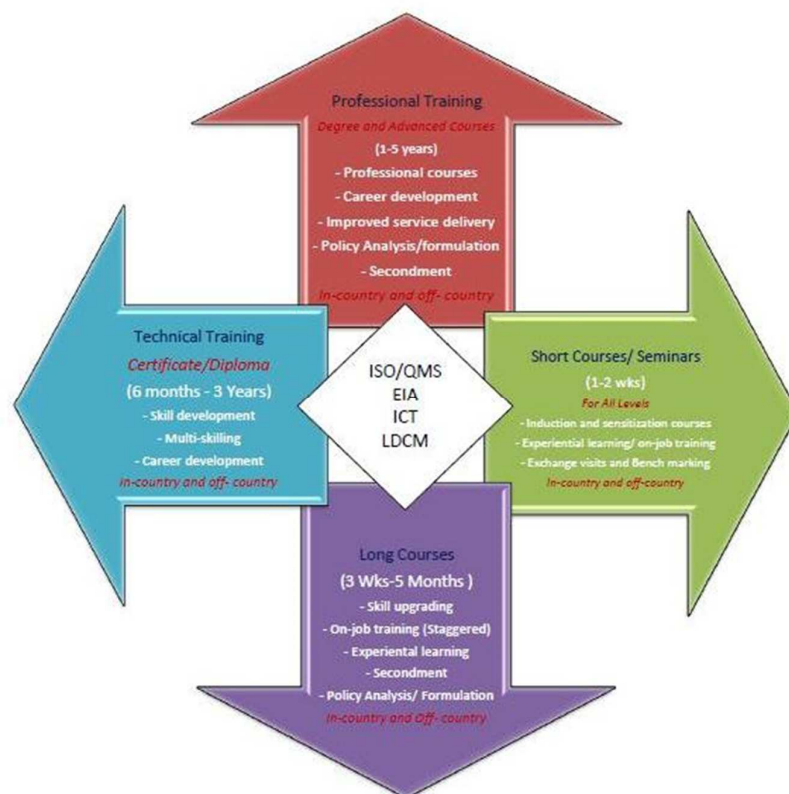 Professional Training
Degree and Advanced Courses
(1-5 years)
- Professional courses
- Career development
- Improved service delivery
- Policy Analysis/formulation
- Secondment
In-country and off- country
Technical Training
Certificate/Diploma
(6 months - 3 Years)
- Skill development
- Multi-skilling
- Career development
In-country and off- country
ISO/QMS
EIA
ICT
LDCM
Short Courses/ Seminars
(1-2 wks)
For All Levels
- Induction and sensitization courses
- Experiential learning/ on-job training
- Exchange visits and Bench marking
In-country and off-country
Long Courses
(3 Wks-5 Months )
- Skill upgrading
- On-job training (Staggered)
- Experiental learning
- Secondment
- Policy Analysis/ Formulation
In-country and Off- country